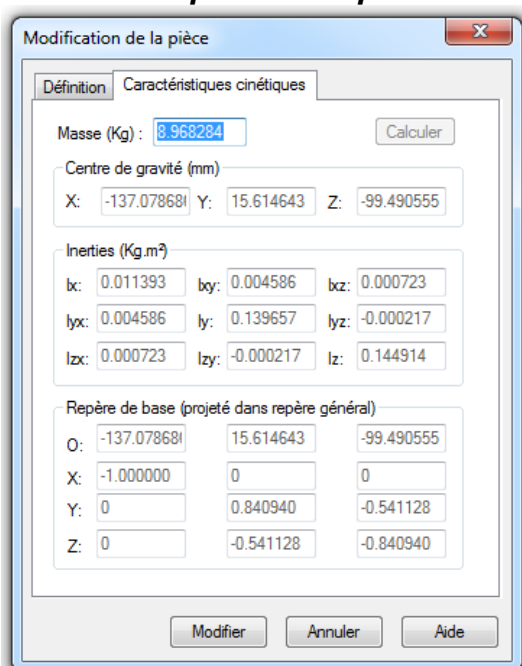 Modification de la pièce
Définition Caractéristiques cinétiques
Masse (Kg) : 8.968284 Calculer
Centre de gravité (mm)
X: -137.07868 Y: 15.614643 Z: -99.490555
Inerties (Kg.m²)
Ix: 0.011393 Ixy: 0.004586 Ixz: 0.000723
Iyx: 0.004586 Iy: 0.139657 Iyz: -0.000217
Izx: 0.000723 Izy: -0.000217 Iz: 0.144914
Repère de base (projeté dans repère général)
O: -137.07868 15.614643 -99.490555
X: -1.000000 0 0
Y: 0 0.840940 -0.541128
Z: 0 -0.541128 -0.840940
Modifier Annuler Aide